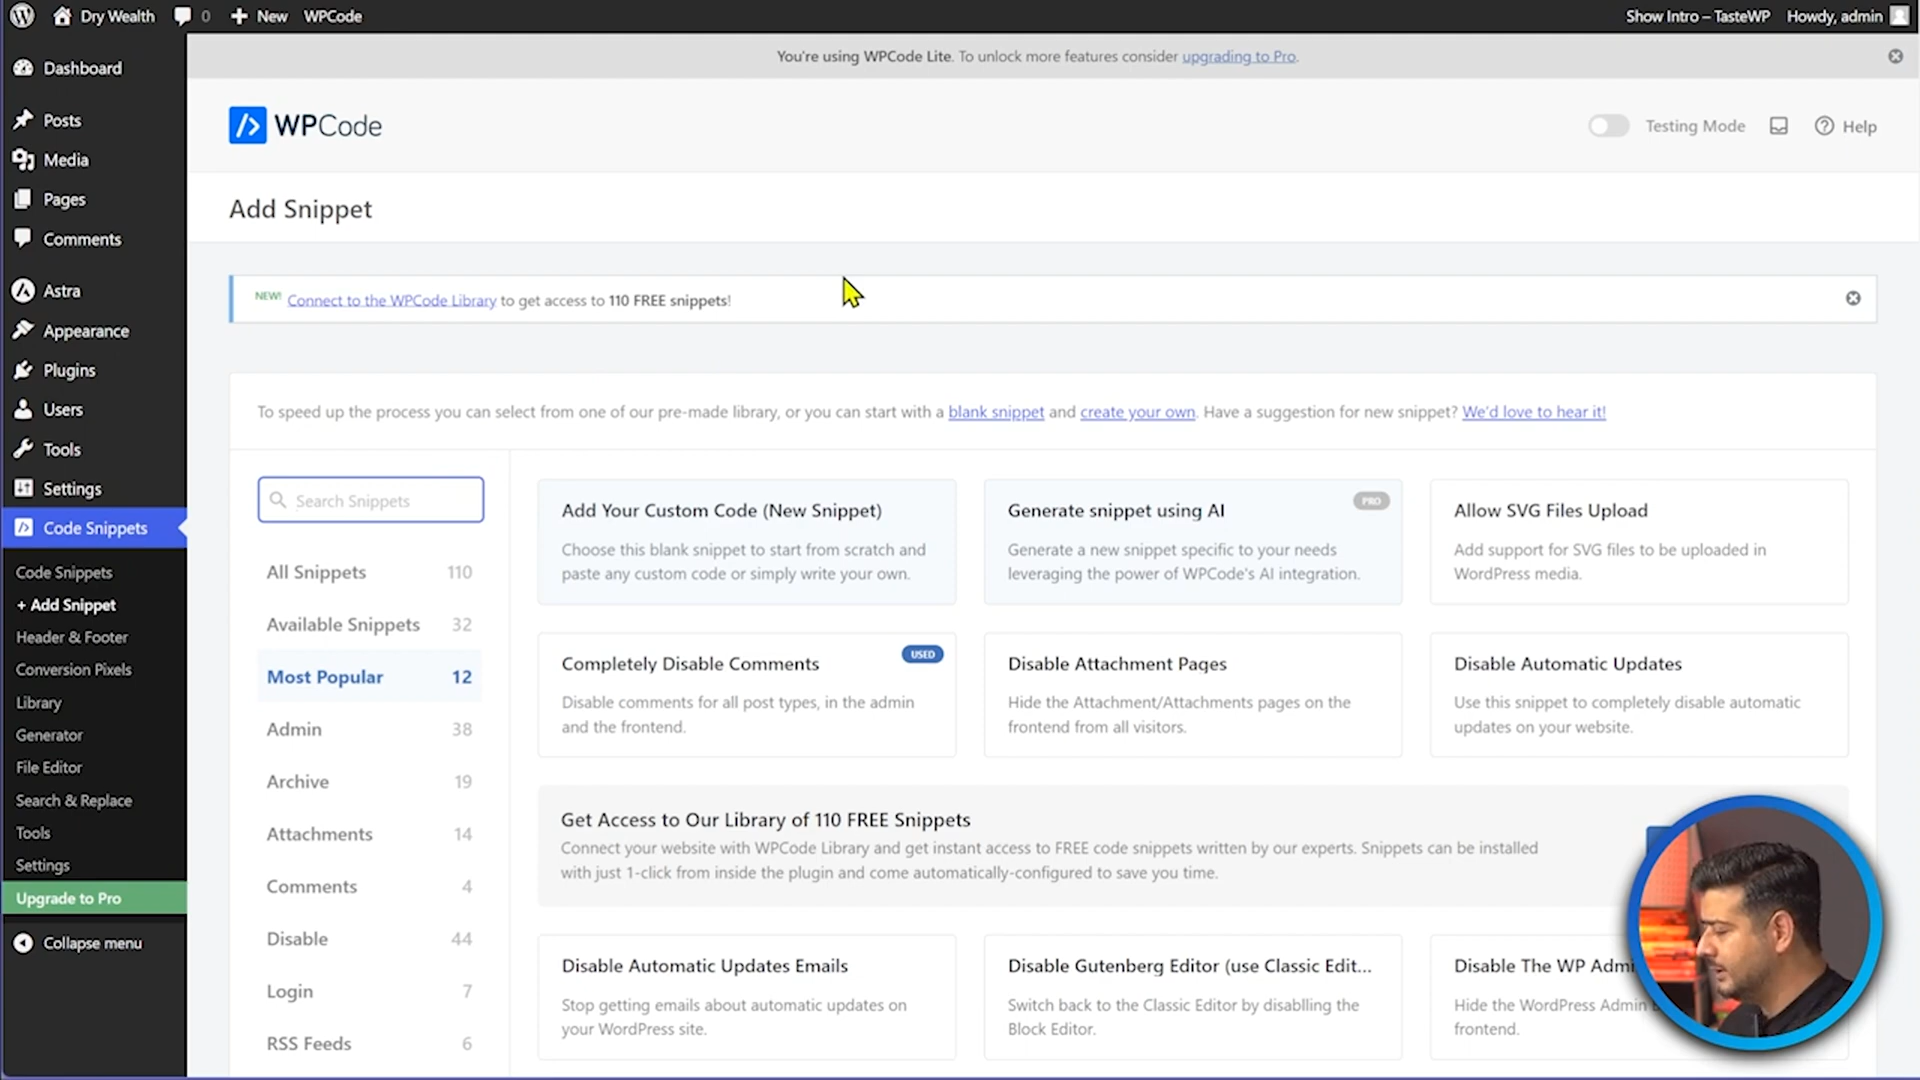 Dry Wealth
0
New
WPCode
Show Intro – TasteWP
Howdy, admin
Dashboard
Posts
Media
Pages
Comments
Astra
Appearance
Plugins
Users
Tools
Settings
Code Snippets
Code Snippets
+ Add Snippet
Header & Footer
Conversion Pixels
Library
Generator
File Editor
Search & Replace
Tools
Settings
Upgrade to Pro
Collapse menu
You're using WPCode Lite. To unlock more features consider upgrading to Pro.
WPCode
Testing Mode
Help
Add Snippet
NEW! Connect to the WPCode Library to get access to 110 FREE snippets!
To speed up the process you can select from one of our pre-made library, or you can start with a blank snippet and create your own. Have a suggestion for new snippet? We'd love to hear it!
Search Snippets
All Snippets 110
Available Snippets 32
Most Popular 12
Admin 38
Archive 19
Attachments 14
Comments 4
Disable 44
Login 7
RSS Feeds 6
Add Your Custom Code (New Snippet)
Choose this blank snippet to start from scratch and
paste any custom code or simply write your own.
Generate snippet using AI
PRO
Generate a new snippet specific to your needs
leveraging the power of WPCode's AI integration.
Allow SVG Files Upload
Add support for SVG files to be uploaded in
WordPress media.
Completely Disable Comments
USED
Disable comments for all post types, in the admin
and the frontend.
Disable Attachment Pages
Hide the Attachment/Attachments pages on the
frontend from all visitors.
Disable Automatic Updates
Use this snippet to completely disable automatic
updates on your website.
Get Access to Our Library of 110 FREE Snippets
Connect your website with WPCode Library and get instant access to FREE code snippets written by our experts. Snippets can be installed
with just 1-click from inside the plugin and come automatically-configured to save you time.
Disable Automatic Updates Emails
Stop getting emails about automatic updates on
your WordPress site.
Disable Gutenberg Editor (use Classic Edit...
Switch back to the Classic Editor by disablling the
Block Editor.
Disable The WP Admi
Hide the WordPress Admin
frontend.